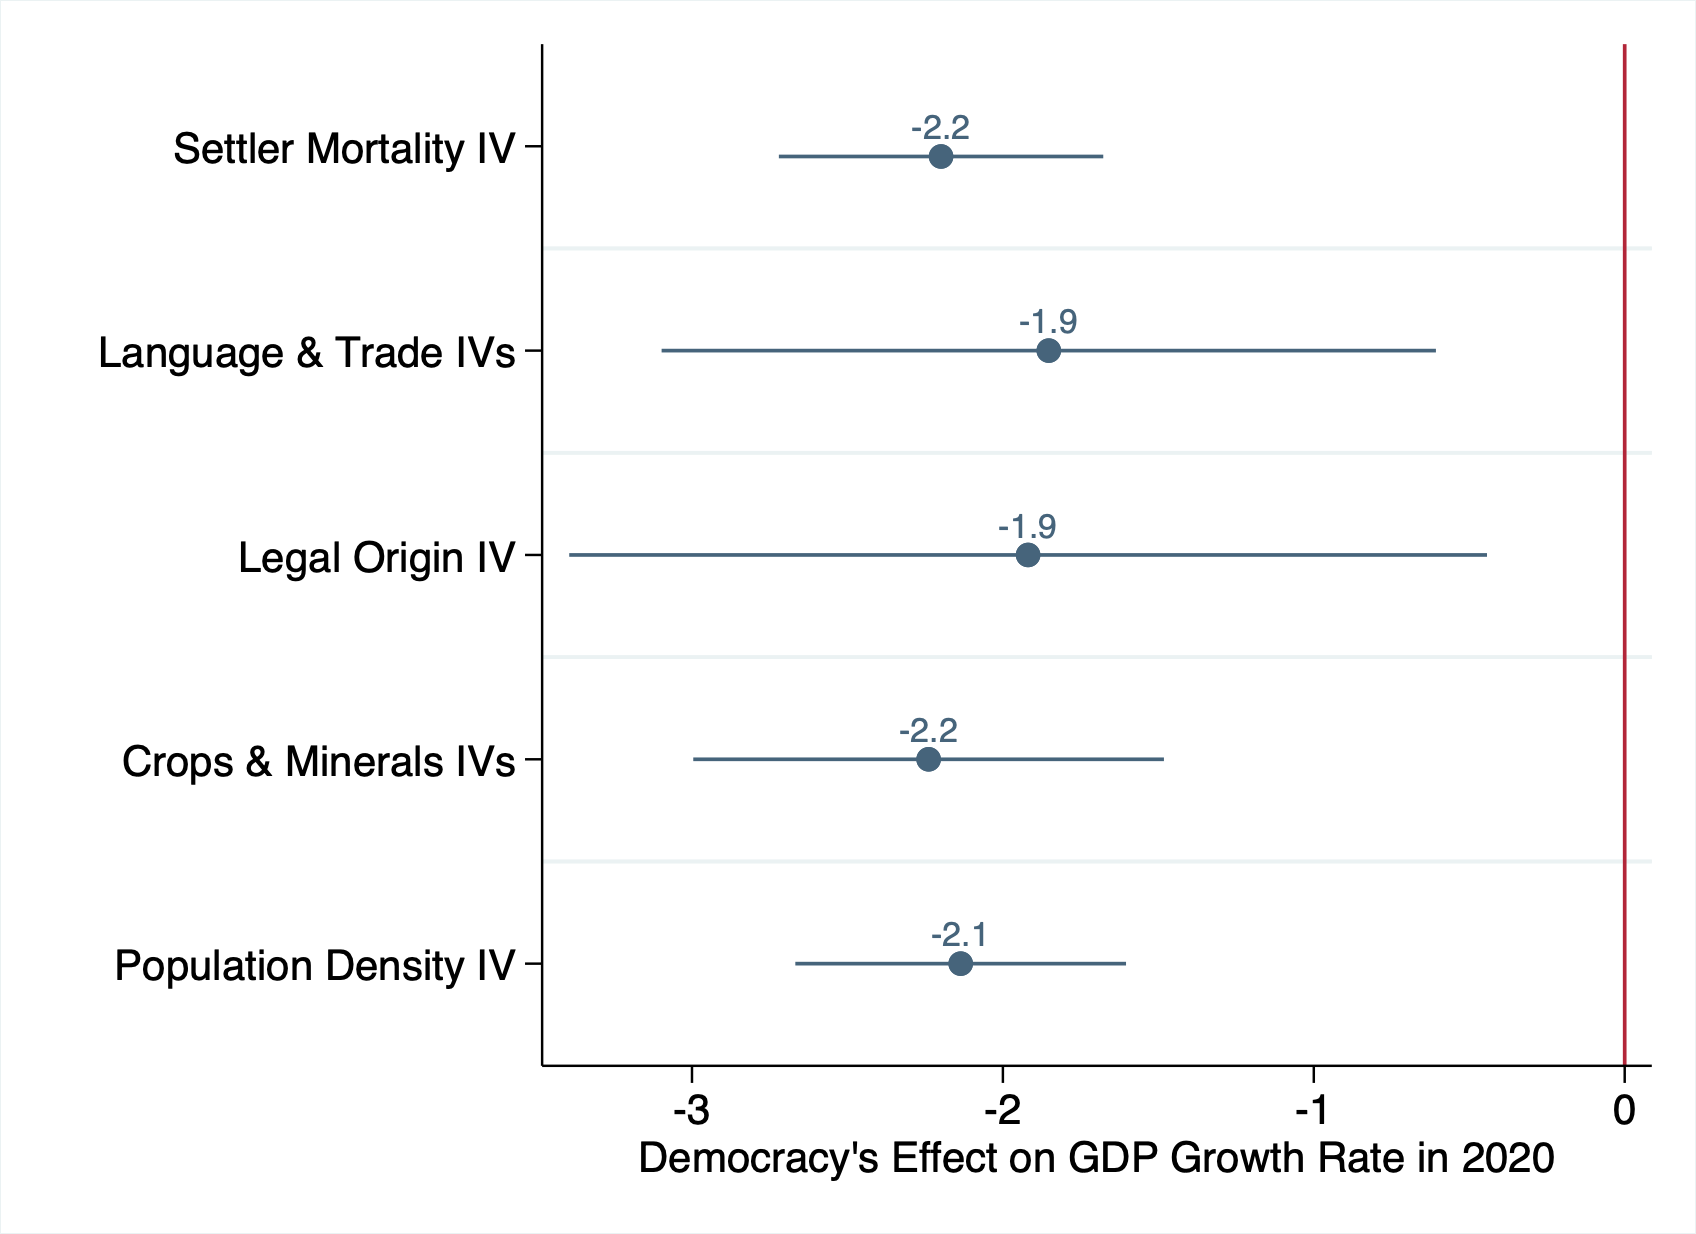 Settler Mortality IV
-2.2
Language & Trade IVs
-1.9
Legal Origin IV
-1.9
Crops & Minerals IVs
-2.2
Population Density IV
-2.1
-3
-2
-1
0
Democracy's Effect on GDP Growth Rate in 2020